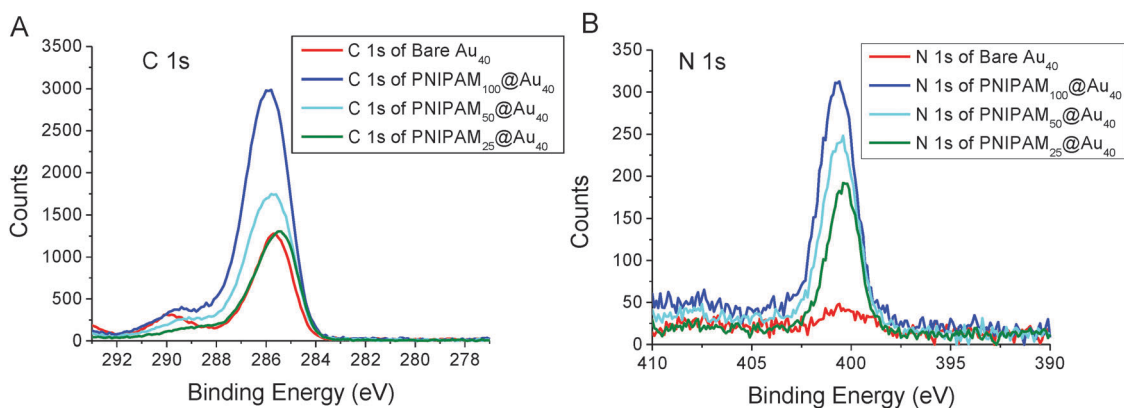 A
C 1s
C 1s of Bare Au₄₀
C 1s of PNIPAM₁₀₀@Au₄₀
C 1s of PNIPAM₅₀@Au₄₀
C 1s of PNIPAM₂₅@Au₄₀
3500
3000
2500
2000
1500
1000
500
0
Counts
292 290 288 286 284 282 280 278
Binding Energy (eV)
B
N 1s
N 1s of Bare Au₄₀
N 1s of PNIPAM₁₀₀@Au₄₀
N 1s of PNIPAM₅₀@Au₄₀
N 1s of PNIPAM₂₅@Au₄₀
350
300
250
200
150
100
50
0
Counts
410 405 400 395 390
Binding Energy (eV)